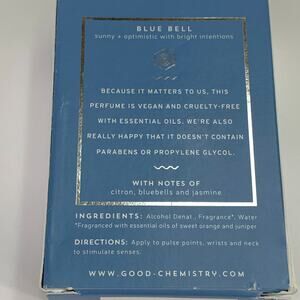 BLUE BELL
sunny + optimistic with bright intentions
BECAUSE IT MATTERS TO US, THIS
PERFUME IS VEGAN AND CRUELTY-FREE
WITH ESSENTIAL OILS. WE'RE ALSO
REALLY HAPPY THAT IT DOESN'T CONTAIN
PARABENS OR PROPYLENE GLYCOL.
WITH NOTES OF
citron, bluebells and jasmine
INGREDIENTS: Alcohol Denat., Fragrance*, Water
*Fragranced with essential oils of sweet orange and juniper
DIRECTIONS: Apply to pulse points, wrists and neck
to stimulate senses.
WWW.GOOD-CHEMISTRY.COM